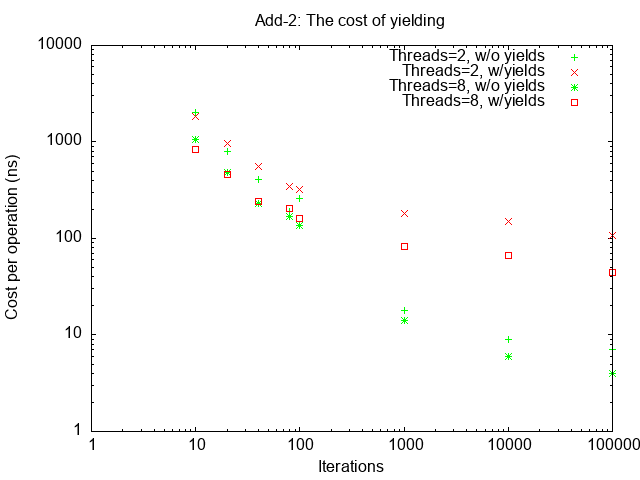 Add-2: The cost of yielding
Threads=2, w/o yields
Threads=2, w/yields
Threads=8, w/o yields
Threads=8, w/yields
Cost per operation (ns)
10000
1000
100
10
1
1
10
100
1000
10000
100000
Iterations